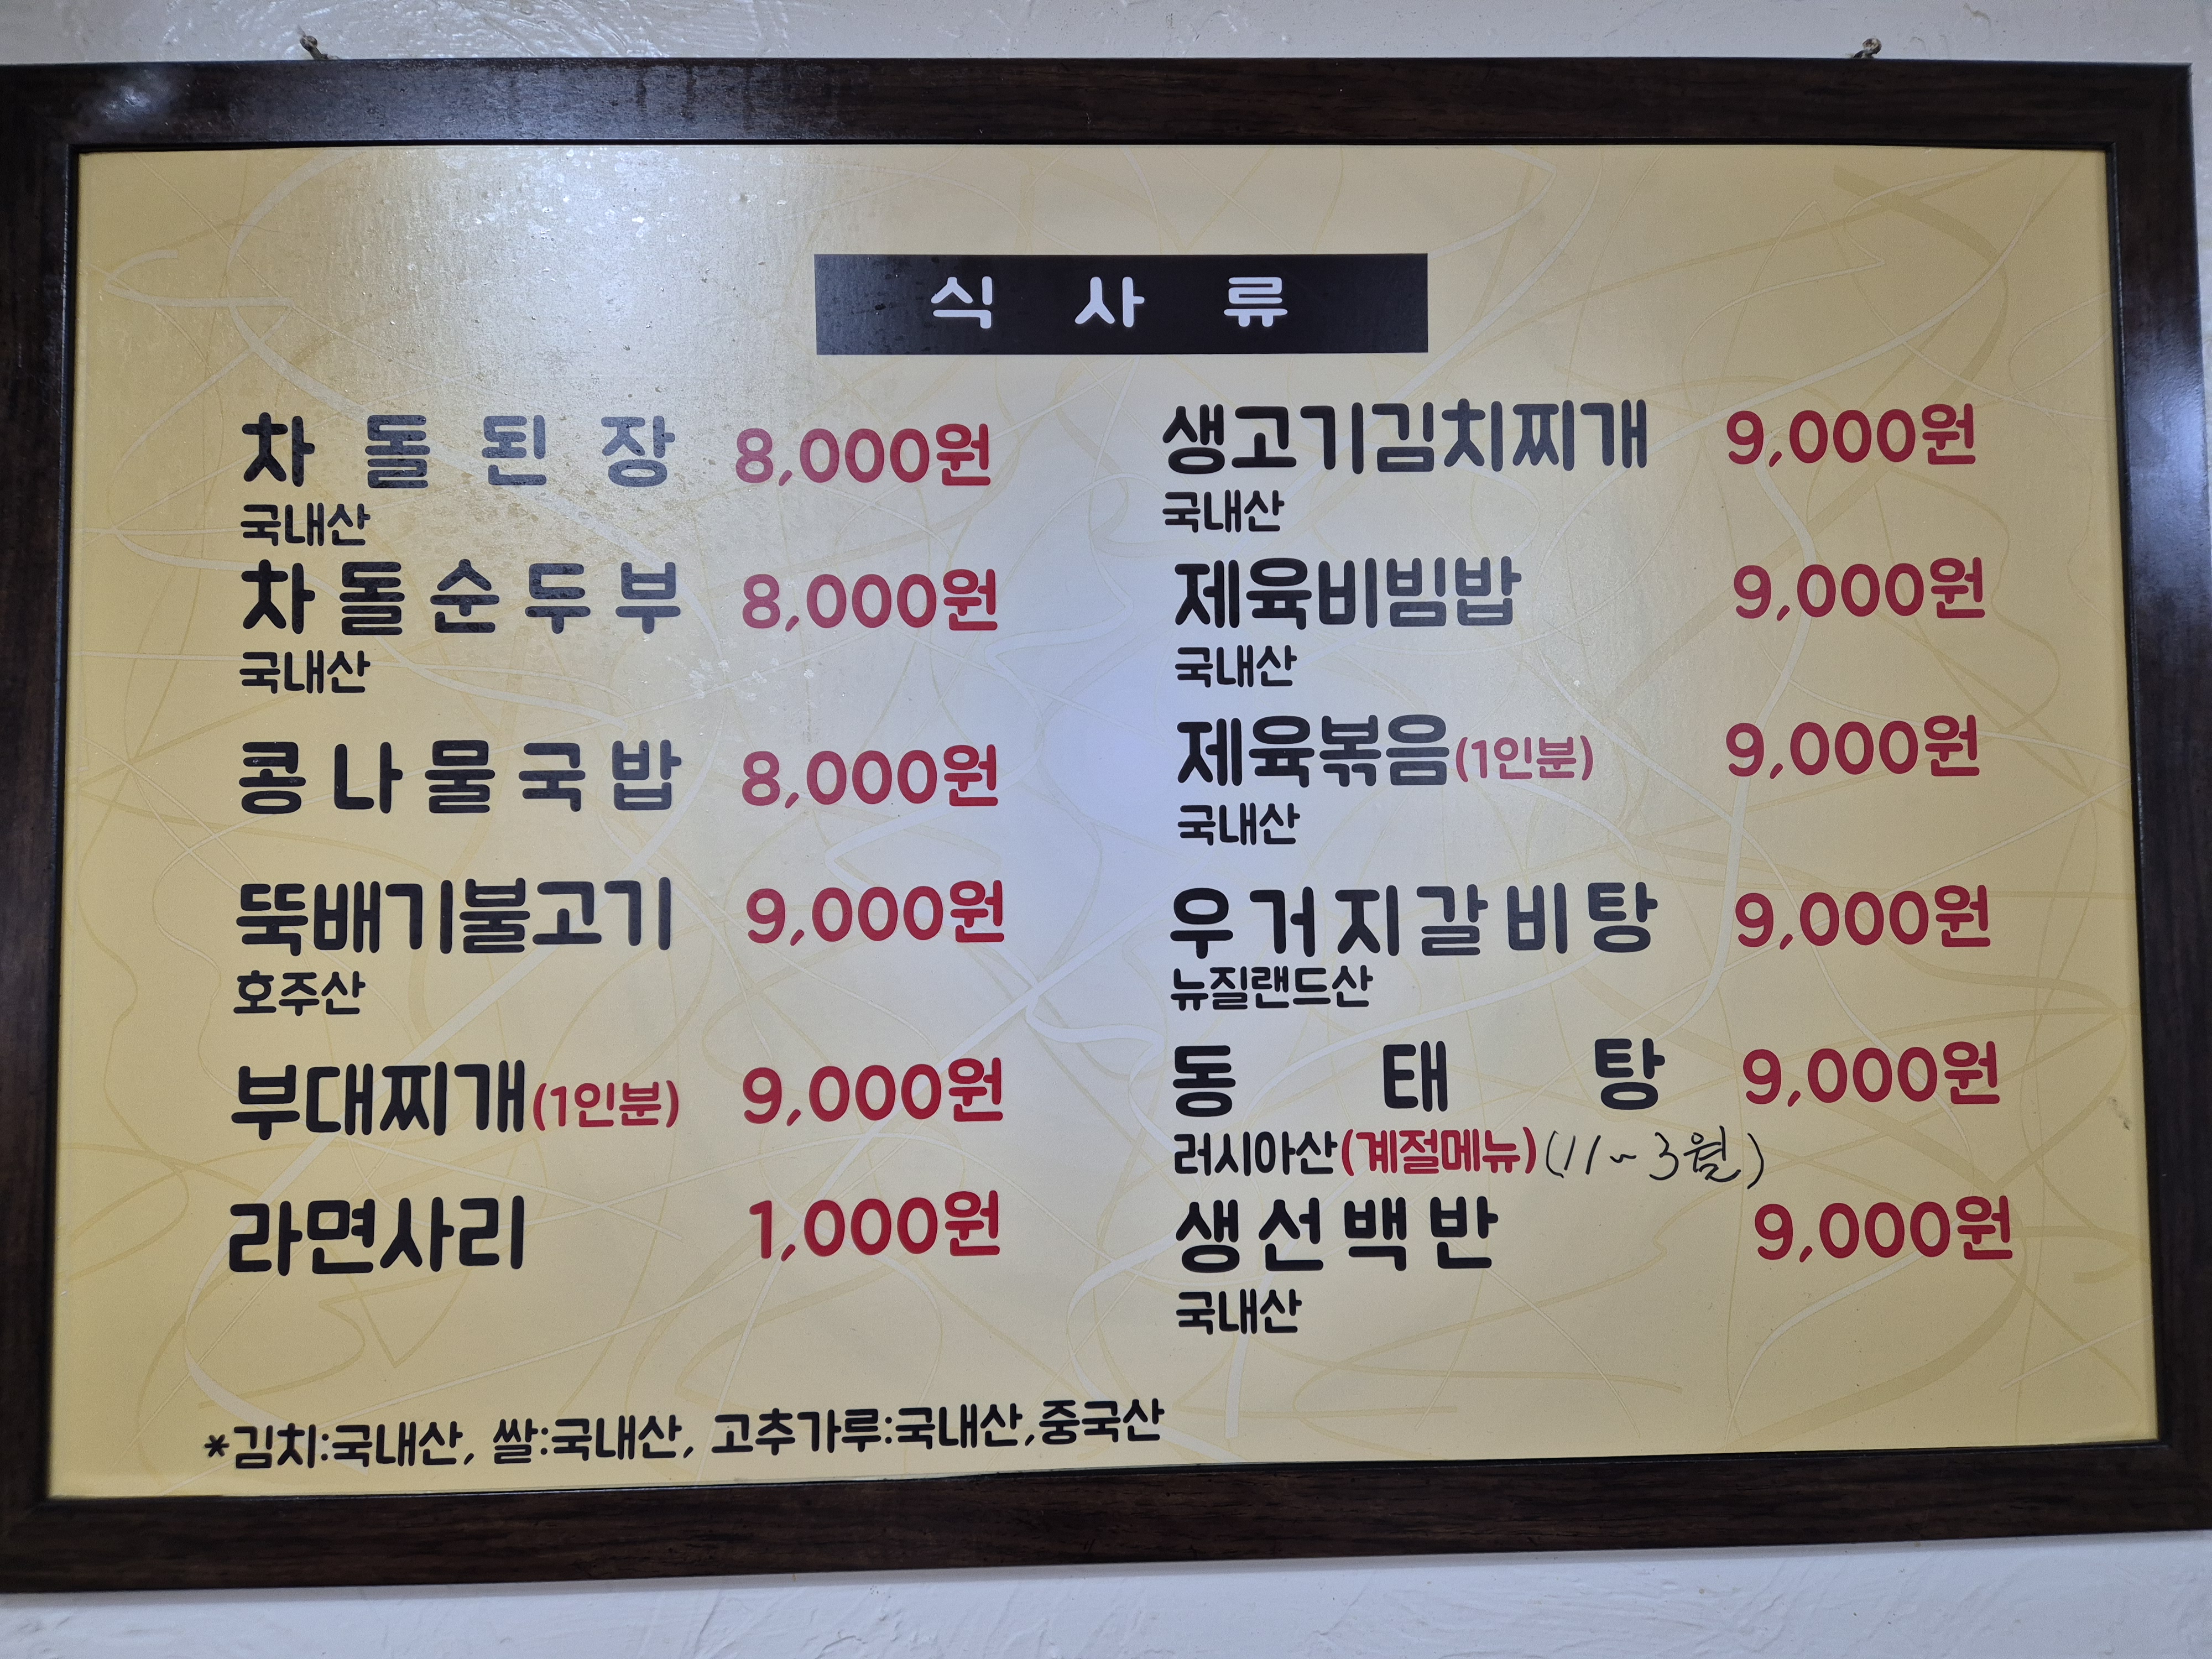 식 사 류
차 돌 된 장 8,000원
국내산
차 돌 순 두 부 8,000원
국내산
콩 나 물 국 밥 8,000원
뚝배기불고기 9,000원
호주산
부대찌개(1인분) 9,000원
라면사리 1,000원
생고기김치찌개 9,000원
국내산
제육비빔밥 9,000원
국내산
제육볶음(1인분) 9,000원
국내산
우 거 지 갈 비 탕 9,000원
뉴질랜드산
동 태 탕 9,000원
러시아산(계절메뉴) (11~3월)
생 선 백 반 9,000원
국내산
*김치:국내산, 쌀:국내산, 고추가루:국내산,중국산